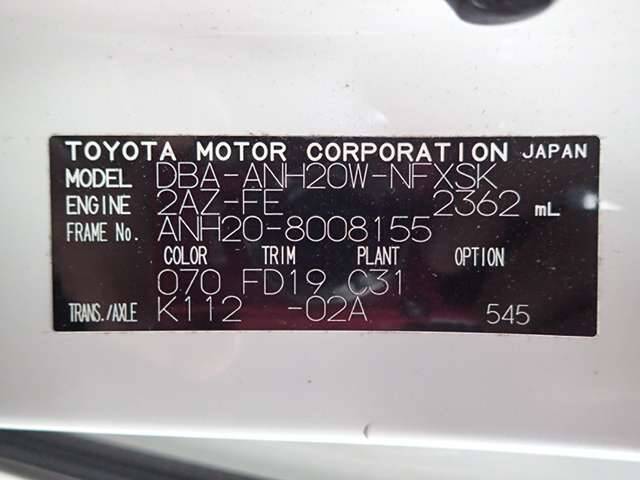 TOYOTA MOTOR CORPORATION JAPAN
MODEL DBA-ANH20W-NFXSK
ENGINE 2AZ-FE 2362 mL
FRAME No. ANH20-8008155
COLOR TRIM PLANT OPTION
070 FD19 C31
TRANS./AXLE K112 -02A 545